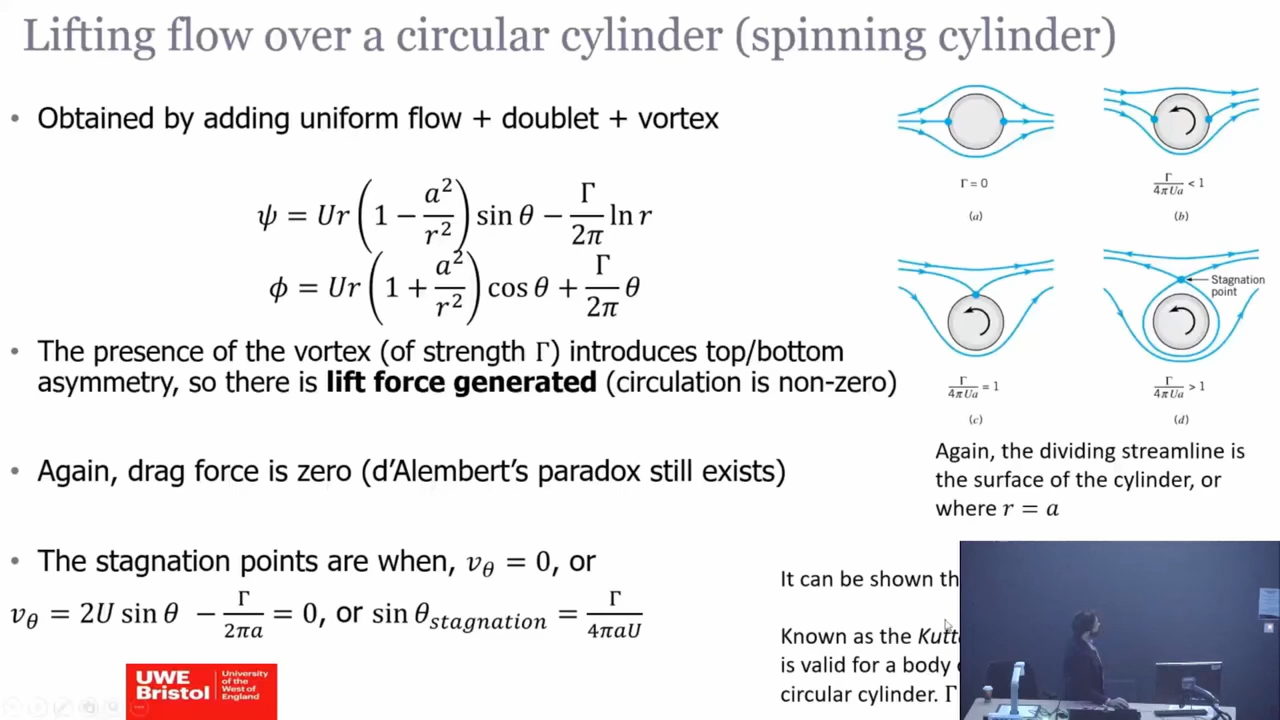 Lifting flow over a circular cylinder (spinning cylinder)
• Obtained by adding uniform flow + doublet + vortex
ψ = Ur(1 − a²/r²) sin θ − Γ/2π ln r
ϕ = Ur(1 + a²/r²) cos θ + Γ/2π θ
• The presence of the vortex (of strength Γ) introduces top/bottom
asymmetry, so there is lift force generated (circulation is non-zero)
• Again, drag force is zero (d'Alembert's paradox still exists)
• The stagnation points are when, v_θ = 0, or
v_θ = 2U sin θ − Γ/2πa = 0, or sin θ_stagnation = Γ/4πaU
Γ = 0
(a)
Γ/4πUa < 1
(b)
Γ/4πUa = 1
(c)
Stagnation
point
Γ/4πUa > 1
(d)
Again, the dividing streamline is
the surface of the cylinder, or
where r = a
It can be shown th
Known as the Kutt
is valid for a body
circular cylinder. Γ
UWE
Bristol
University
of the
West of
England